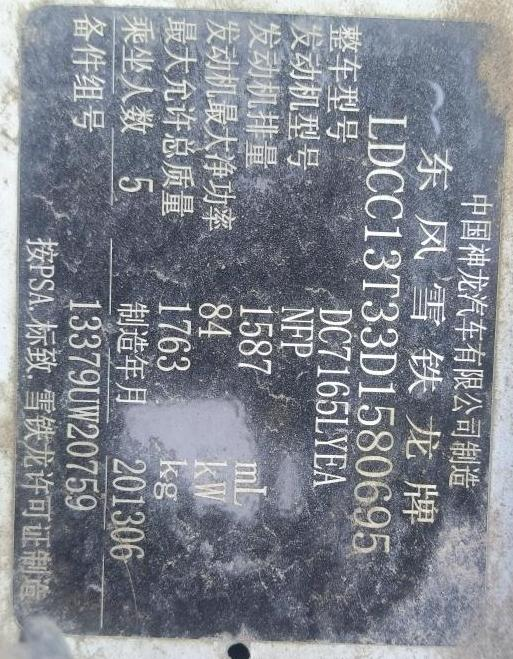 中国神龙汽车有限公司制造
东风雪铁龙牌
LDCC13T33D1580695
整车型号 DC7165LYEA
发动机型号 NFP
发动机排量 1587 mL
发动机最大净功率 84 kW
最大允许总质量 1763 kg
乘坐人数 5 制造年月 201306
备件组号 13379UW20759
按PSA.标致.雪铁龙许可证制造